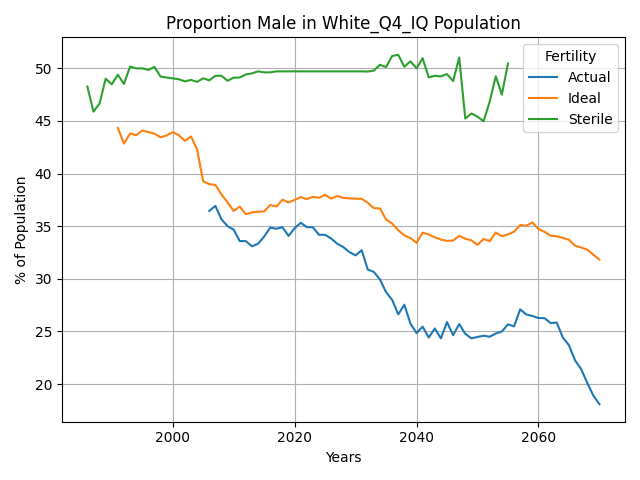 Proportion Male in White_Q4_IQ Population
% of Population
50
45
40
35
30
25
20
2000
2020
2040
2060
Years
Fertility
Actual
Ideal
Sterile